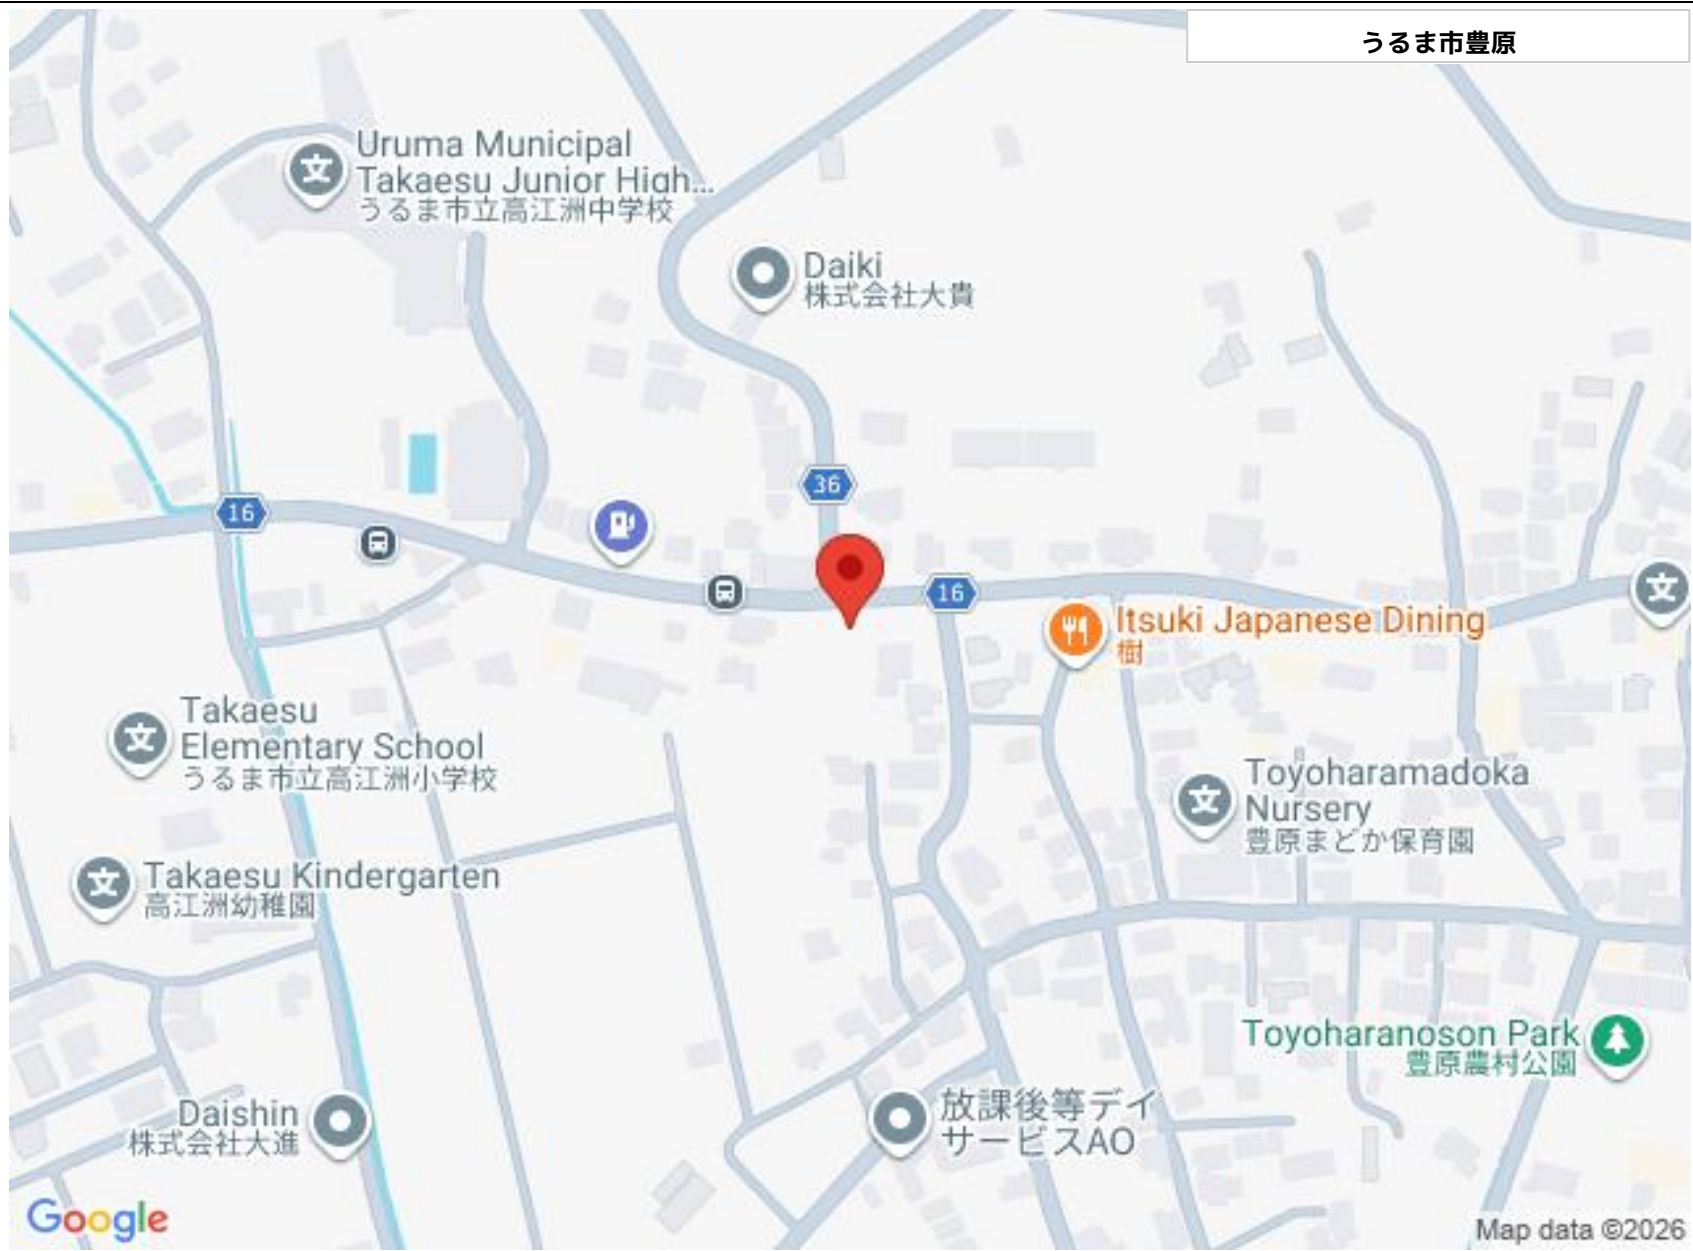 うるま市豊原
Uruma Municipal
Takaesu Junior High...
うるま市立高江洲中学校
文
Daiki
株式会社大貴
36
16
16
文
Itsuki Japanese Dining
樹
Takaesu
Elementary School
うるま市立高江洲小学校
文
Toyoharamadoka
Nursery
豊原まどか保育園
文
Takaesu Kindergarten
高江洲幼稚園
文
Toyoharanoson Park
豊原農村公園
Daishin
株式会社大進
放課後等デイ
サービスAO
Google
Map data ©2026